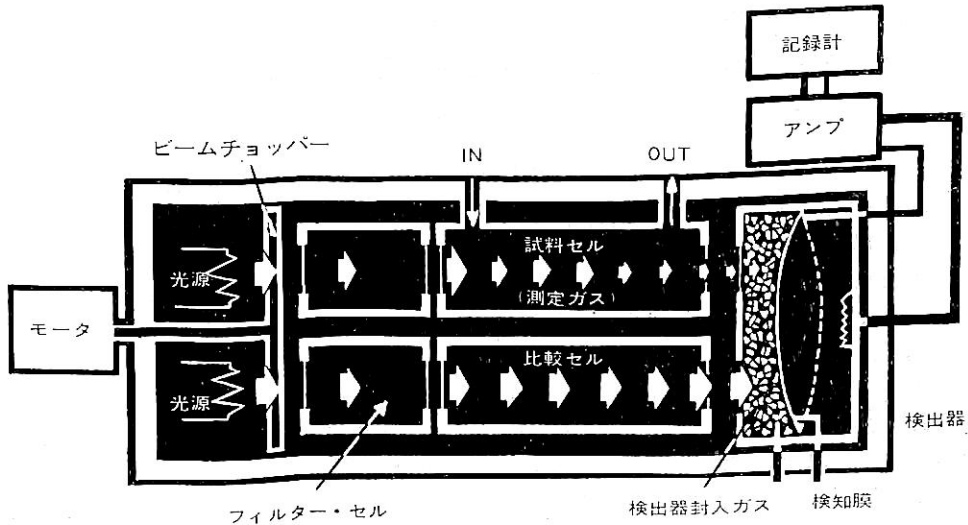 記録計
アンプ
ビームチョッパー
IN
OUT
光源
試料セル
(測定ガス)
モータ
光源
比較セル
検出器
フィルター・セル
検出器封入ガス
検知膜